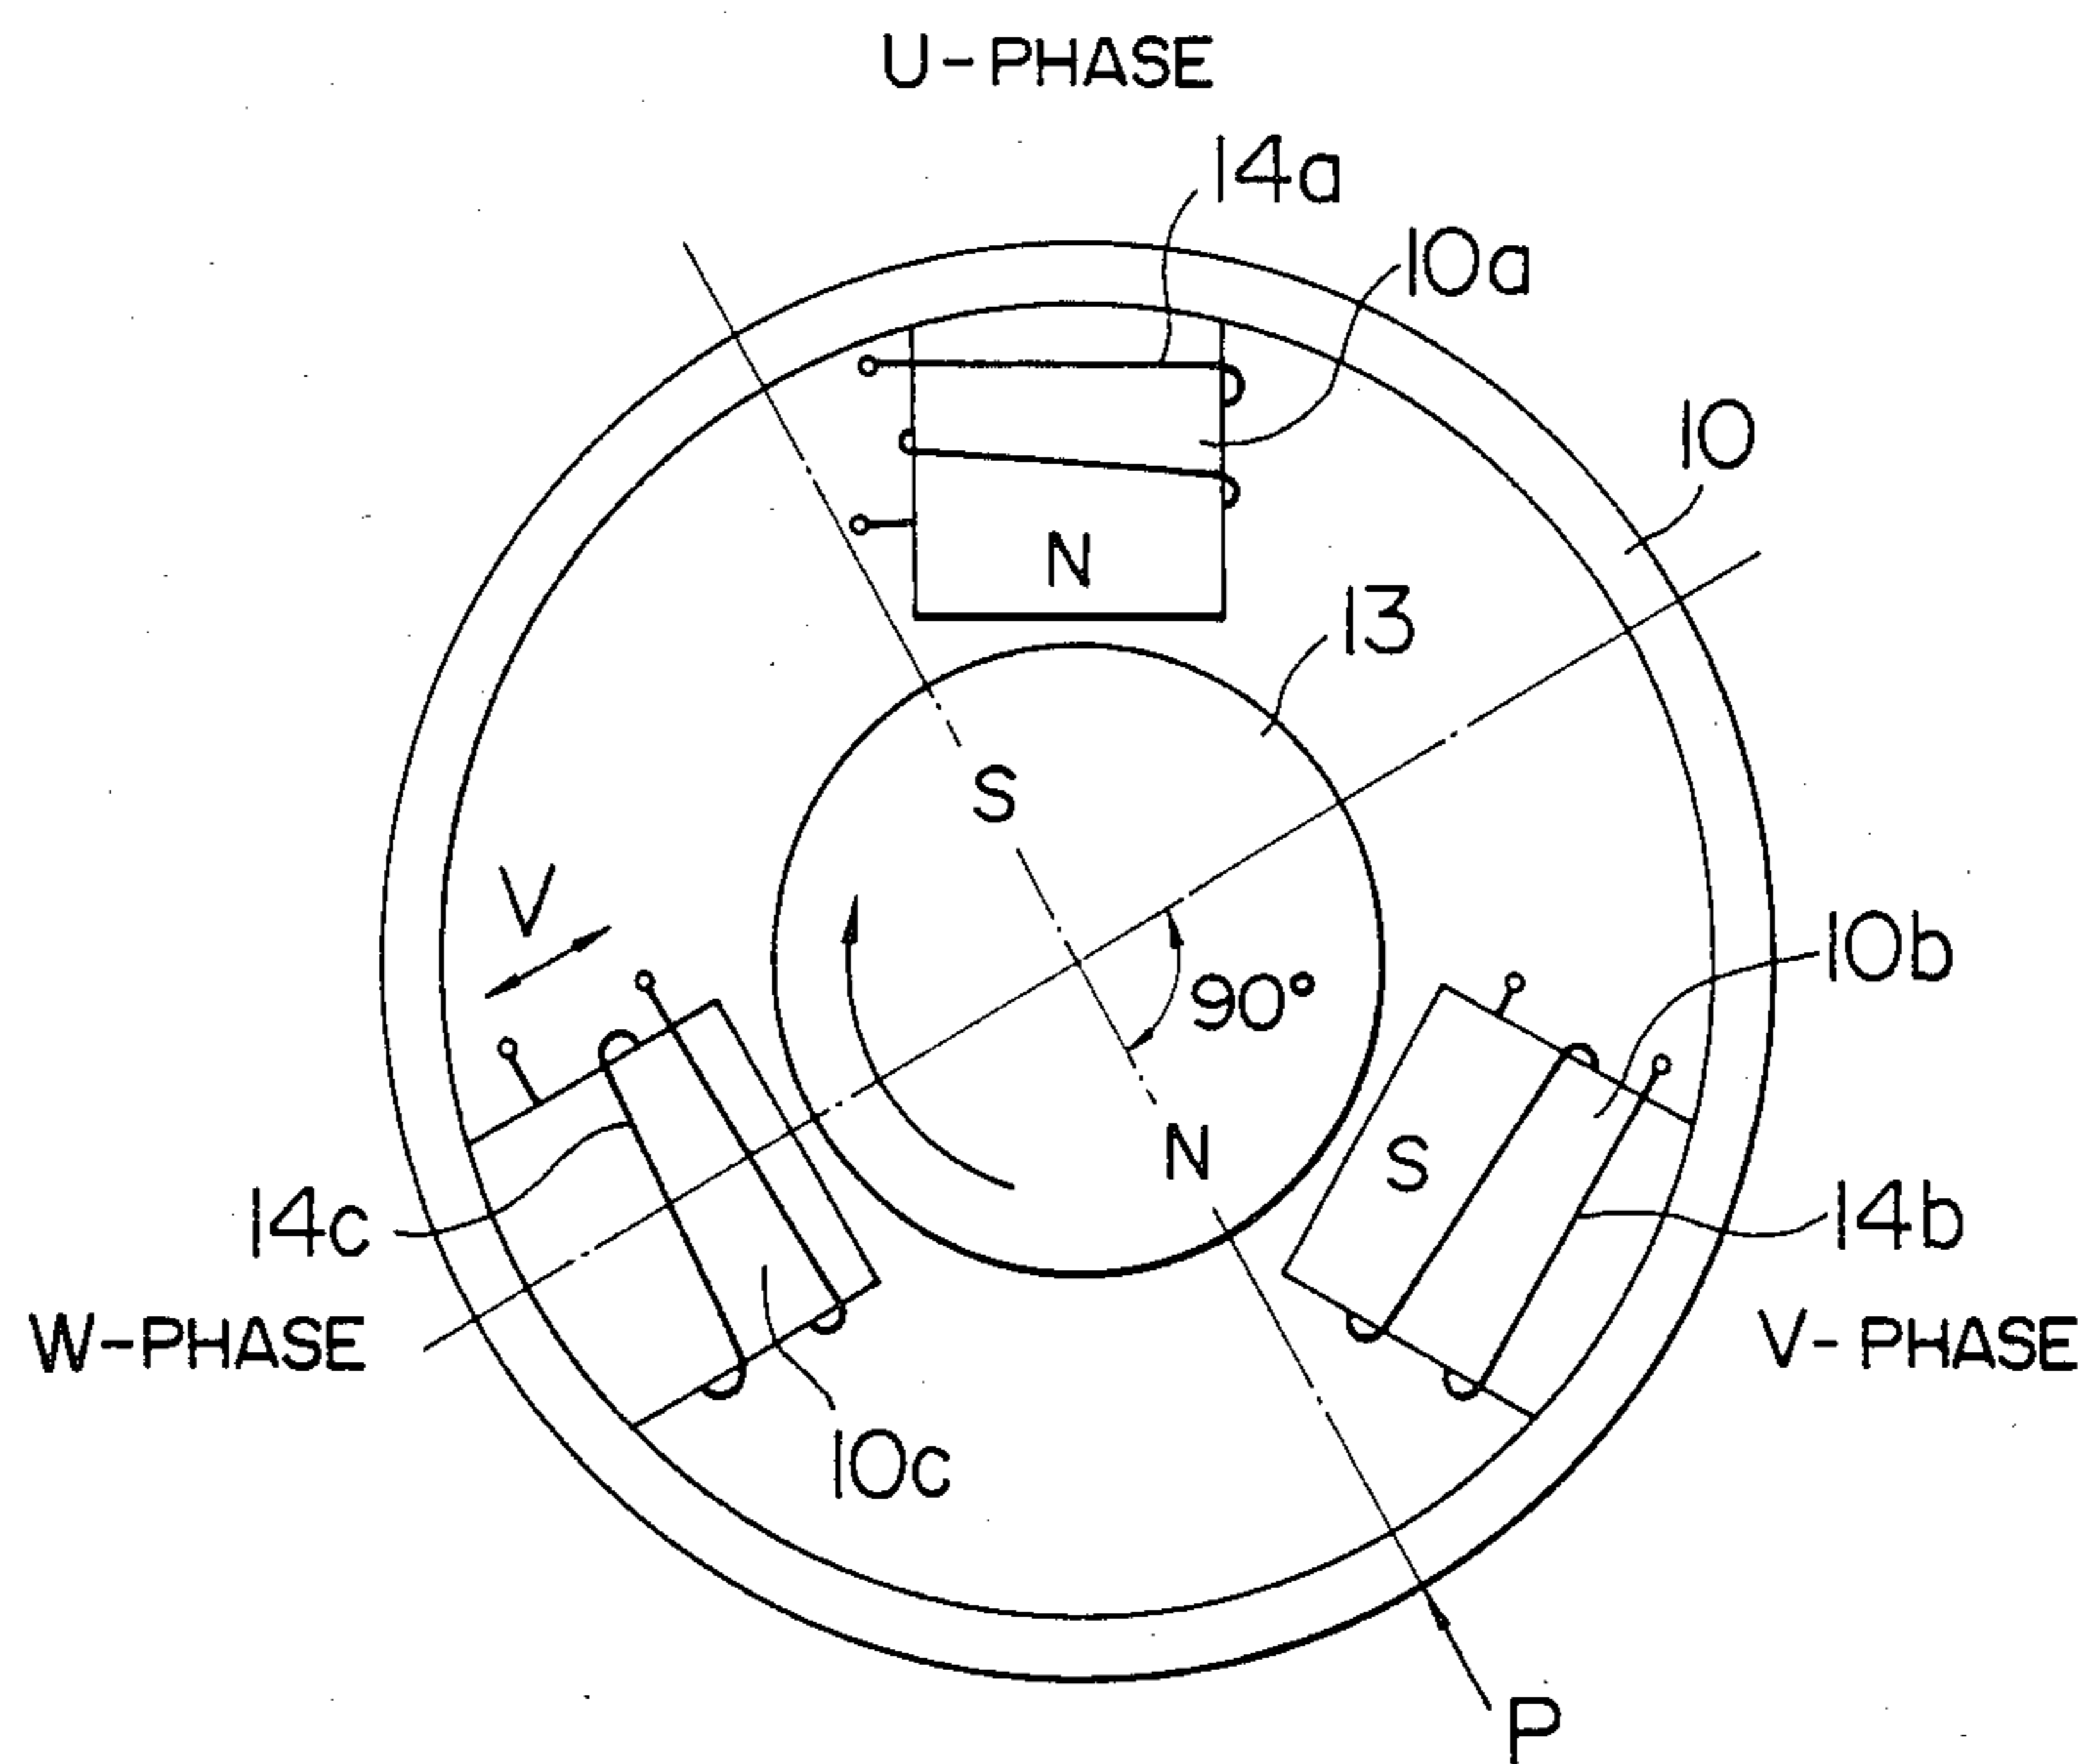 U-PHASE
14a
10a
10
N
13
S
V
90°
10b
N
S
14c
14b
W-PHASE
V-PHASE
10c
P